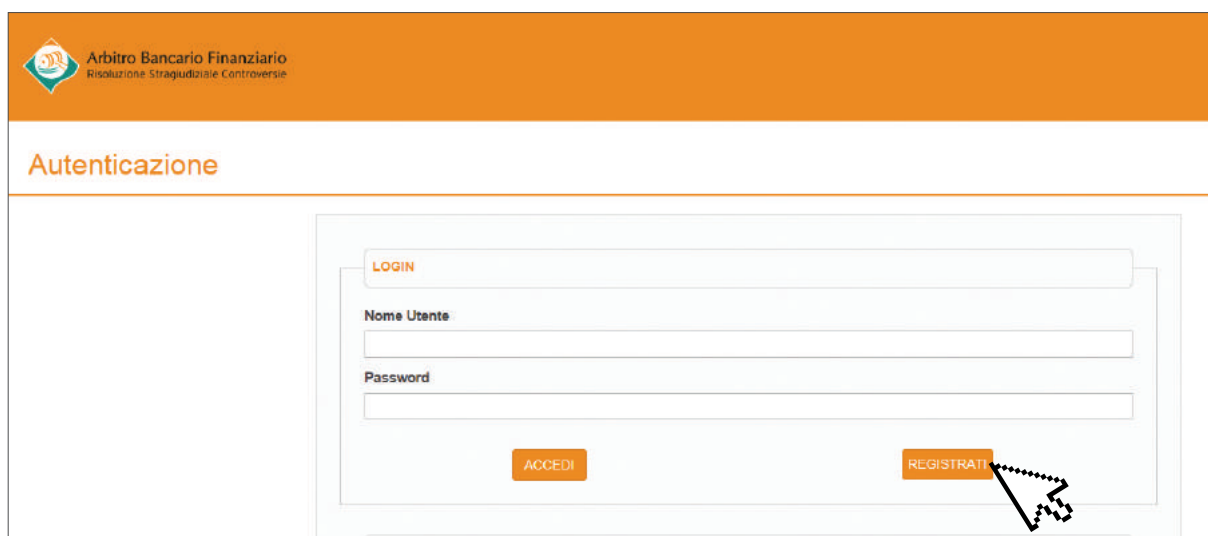 Arbitro Bancario Finanziario
Risoluzione Stragiudiziale Controversie
Autenticazione
LOGIN
Nome Utente
Password
ACCEDI
REGISTRATI